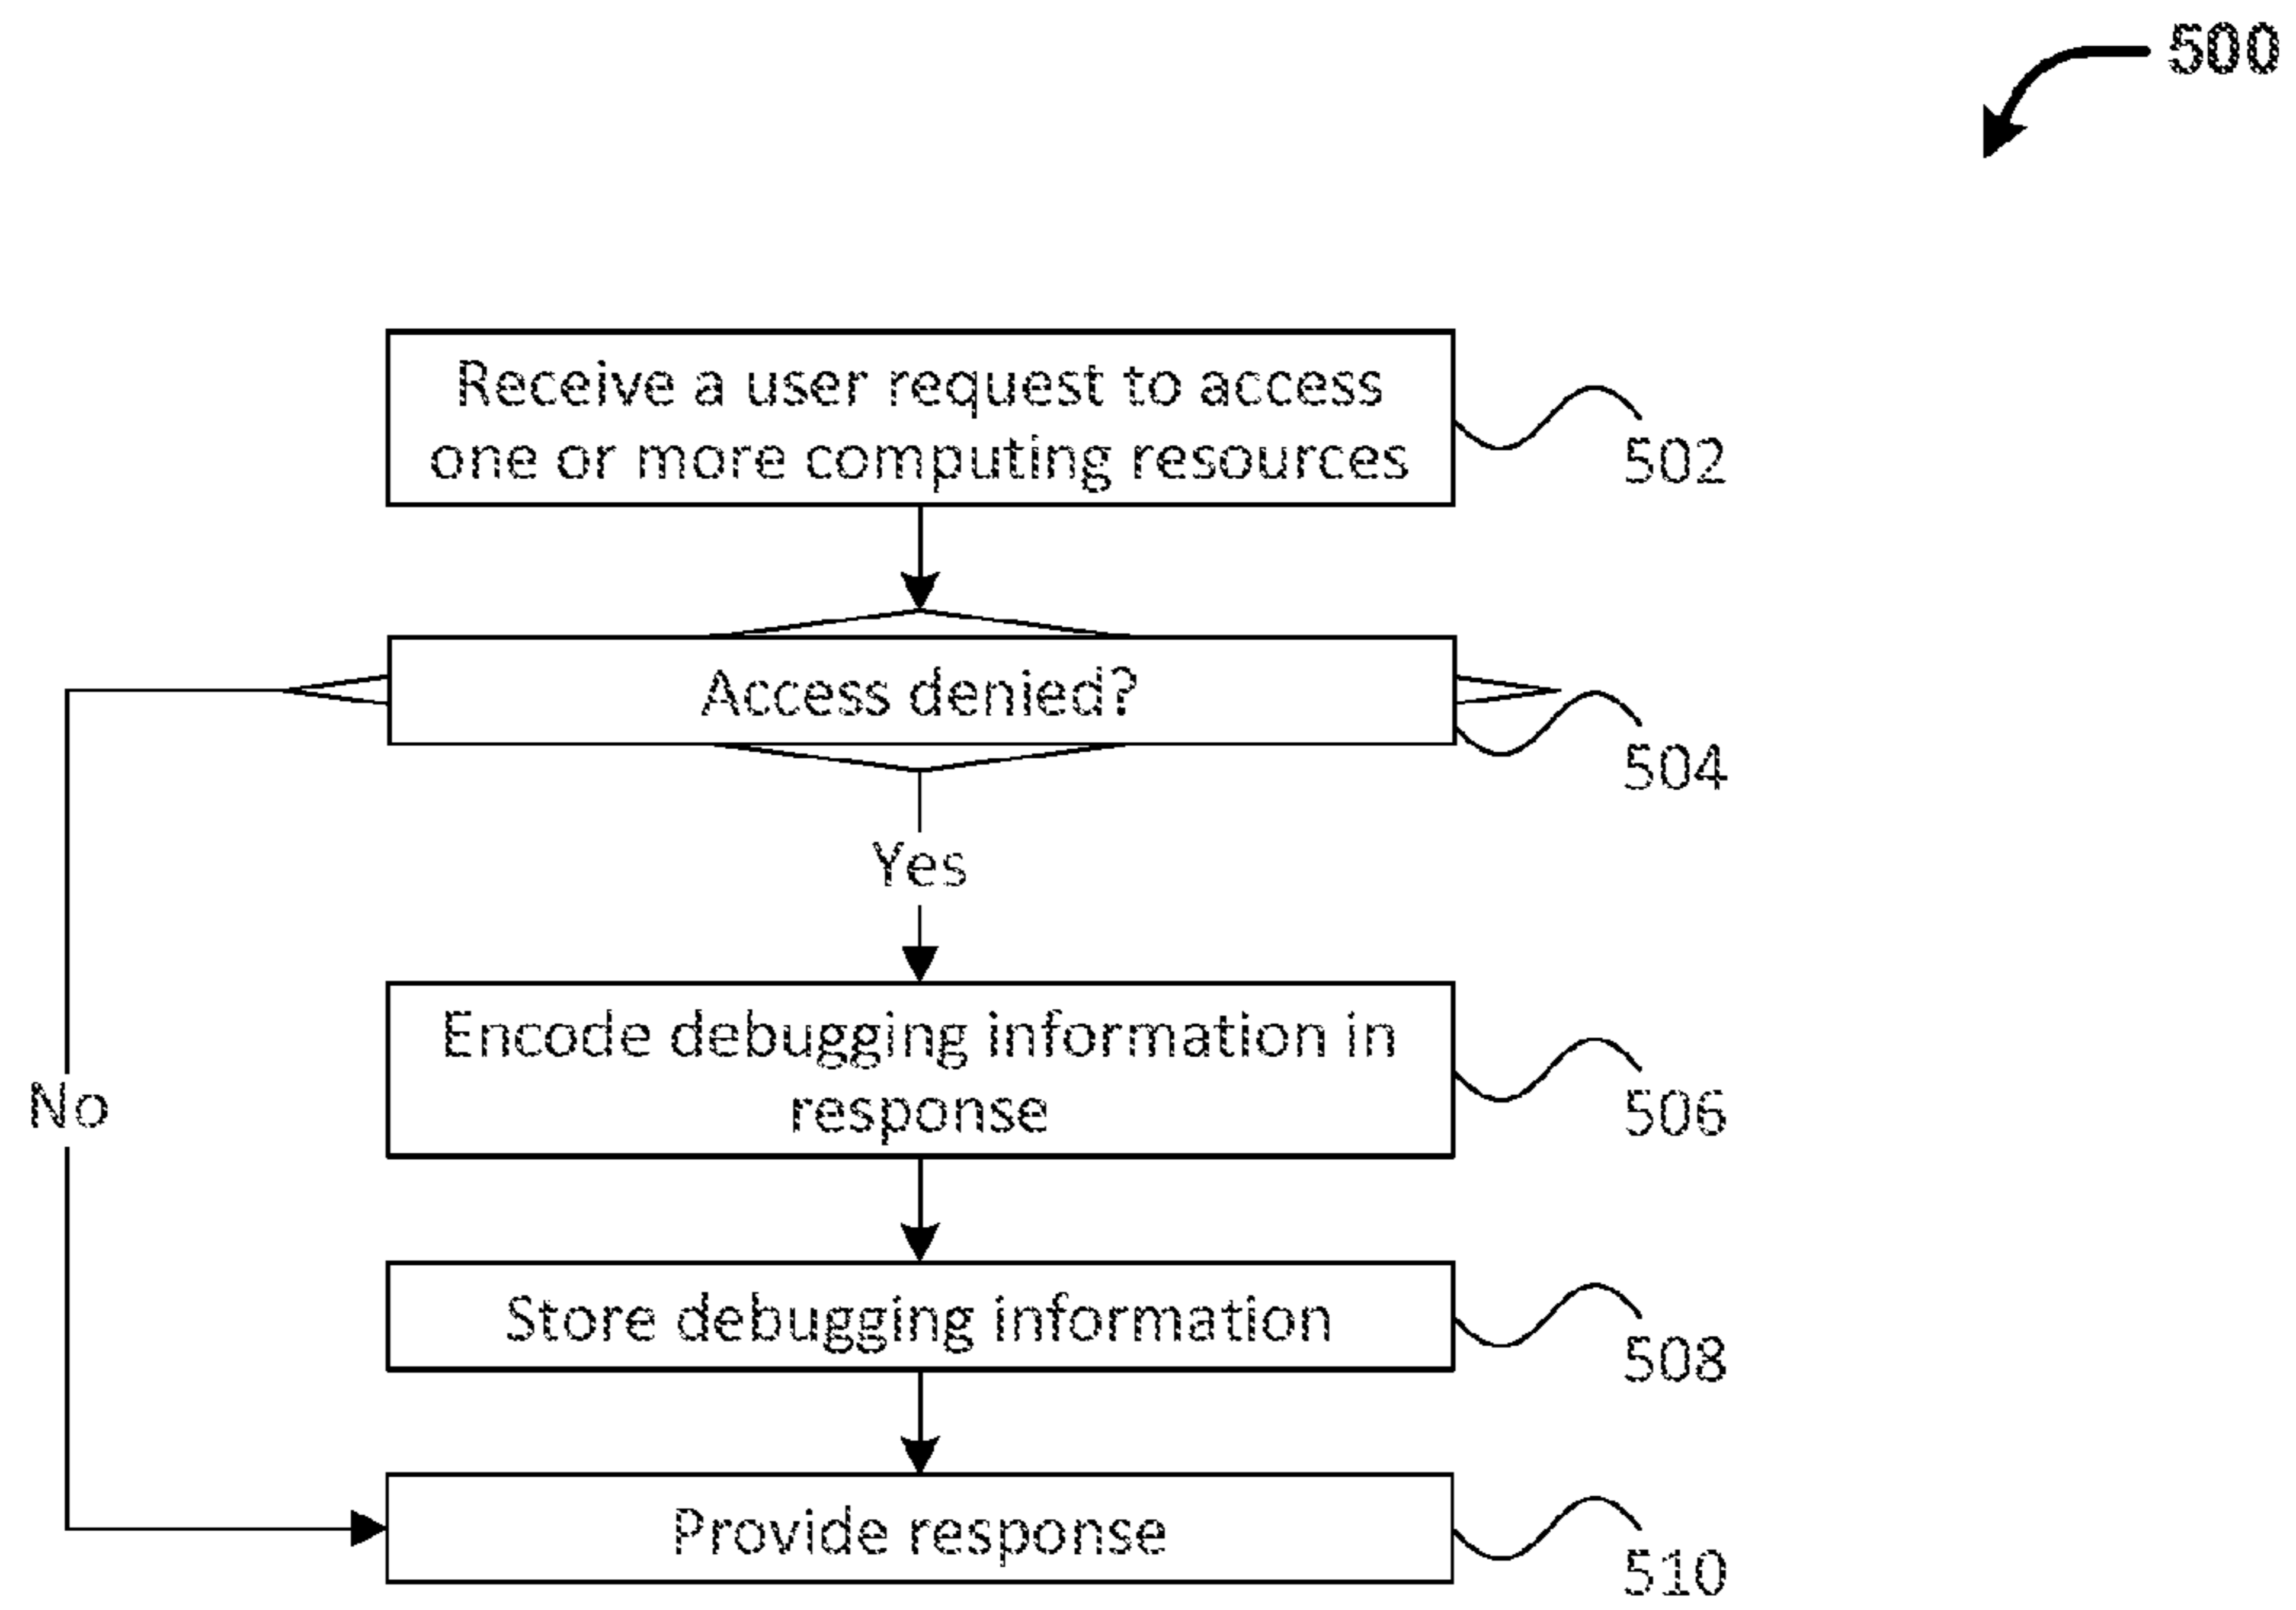 500
Receive a user request to access
one or more computing resources
502
Access denied?
504
Yes
Encode debugging information in
response
506
No
Store debugging information
508
Provide response
510